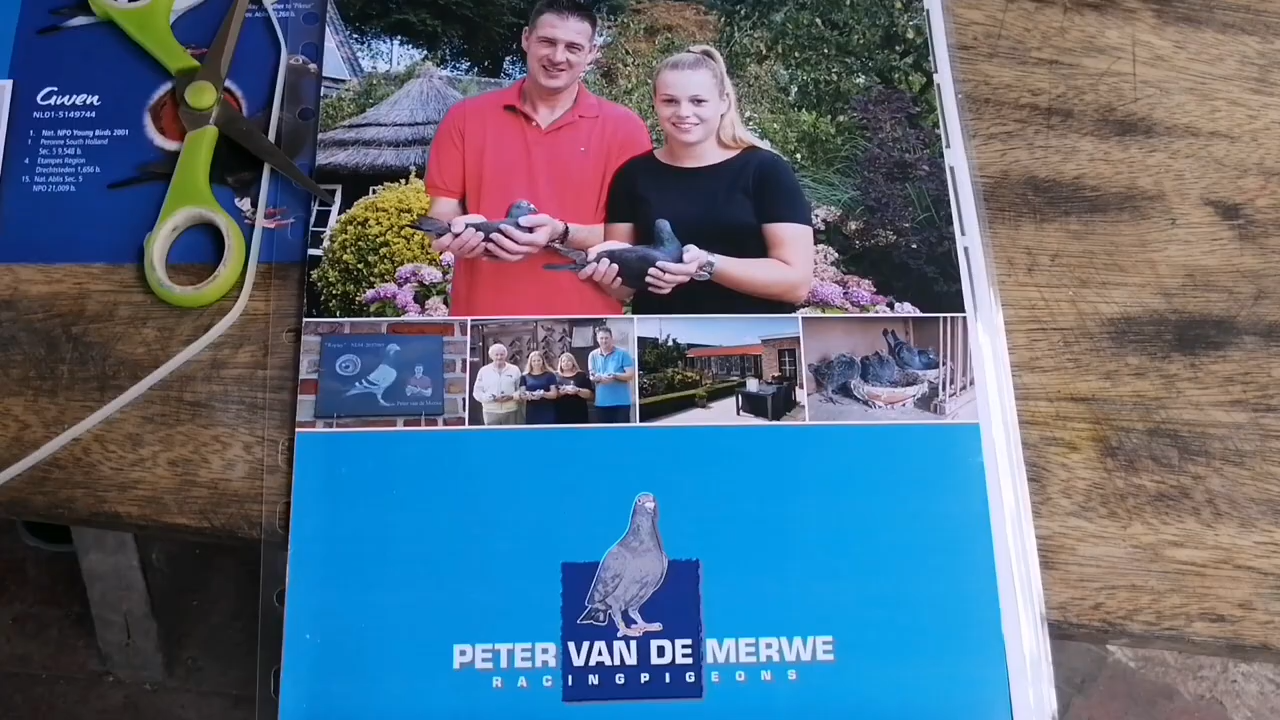 Gwen
NL01-5149744
1. Nat. NPO Young Birds 2001
1 Peronne South Holland
Sec. 5 9,548 b.
4 Etampes Region
Drechtsteden 1,656 b.
15. Nat. Ablis Sec. 5
NPO 21,009 b.
Peter van de Merwe
PETER VAN DE MERWE
RACINGPIGEONS